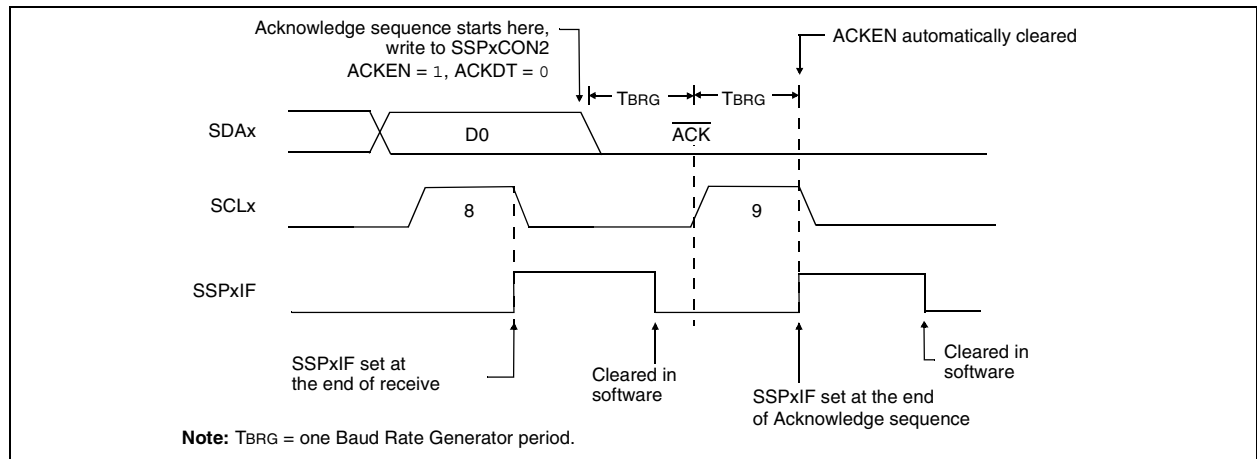 Acknowledge sequence starts here,
write to SSPxCON2
ACKEN = 1, ACKDT = 0
ACKEN automatically cleared
TBRG
TBRG
SDAx
D0
ACK
SCLx
8
9
SSPxIF
SSPxIF set at
the end of receive
Cleared in
software
SSPxIF set at the end
of Acknowledge sequence
Cleared in
software
Note: TBRG = one Baud Rate Generator period.